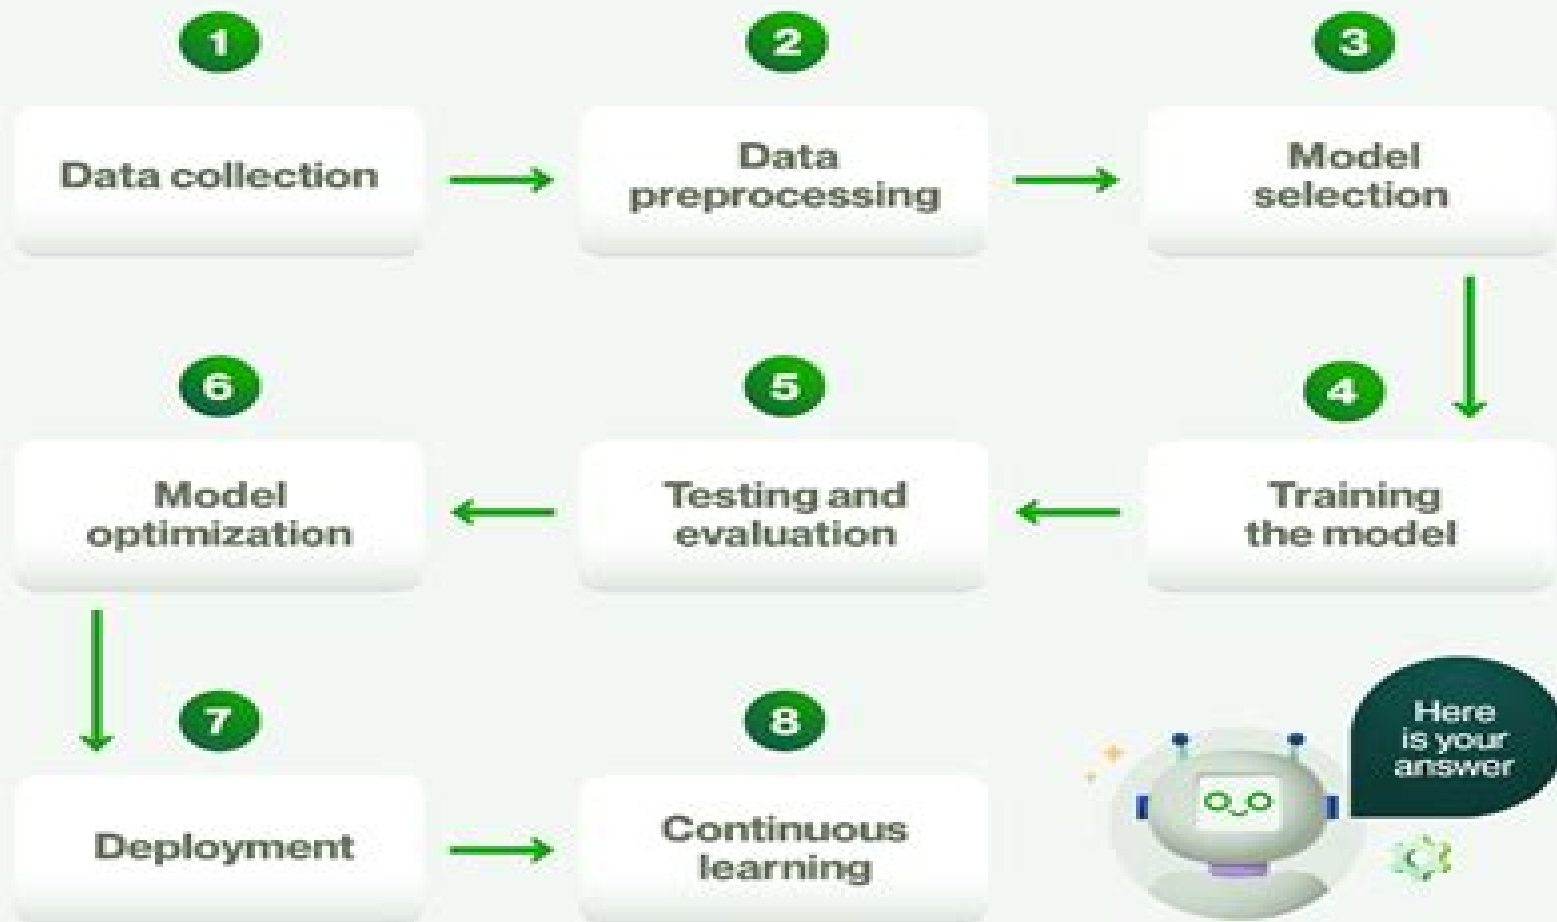 1
Data collection
2
Data
preprocessing
3
Model
selection
4
Training
the model
5
Testing and
evaluation
6
Model
optimization
7
Deployment
8
Continuous
learning
Here
is your
answer